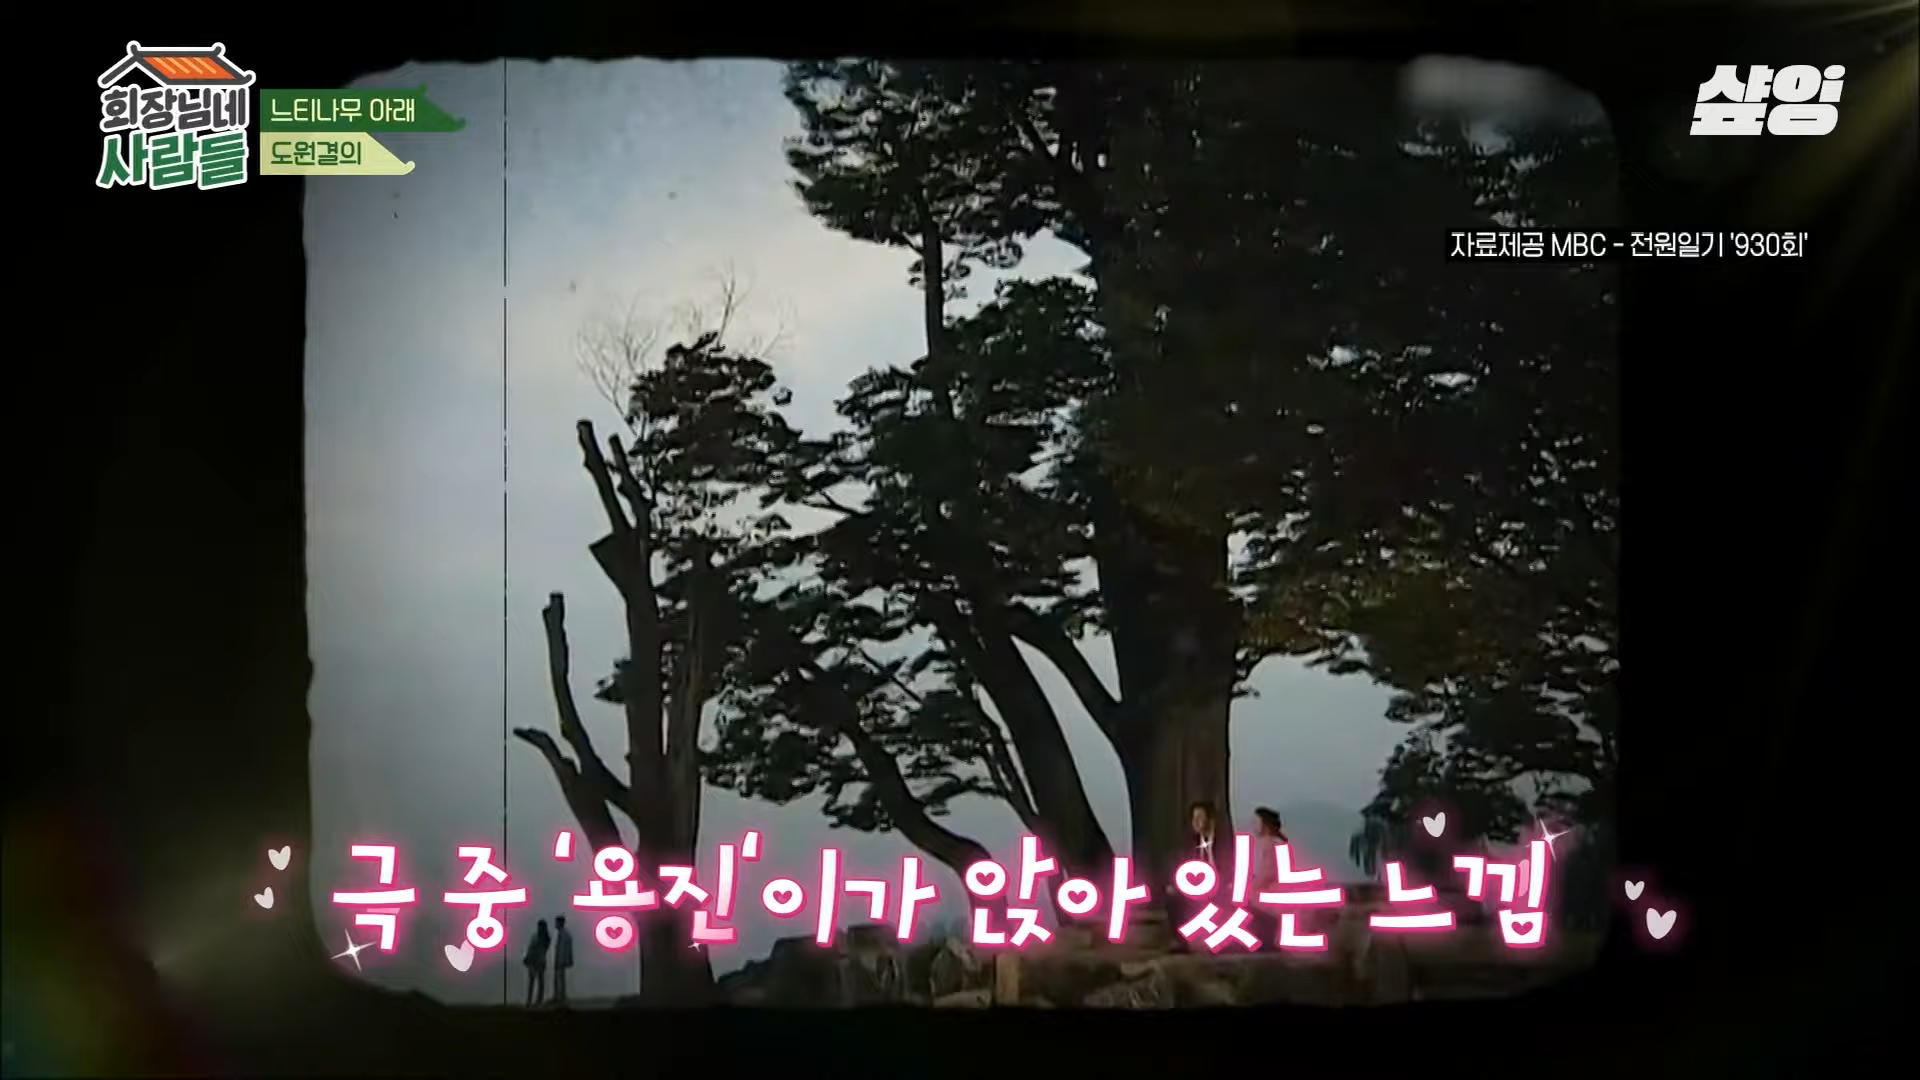 회장님네
사람들
느티나무 아래
도원결의
샾잉
자료제공 MBC - 전원일기 '930회'
극 중 '용진'이가 앉아 있는 느낌